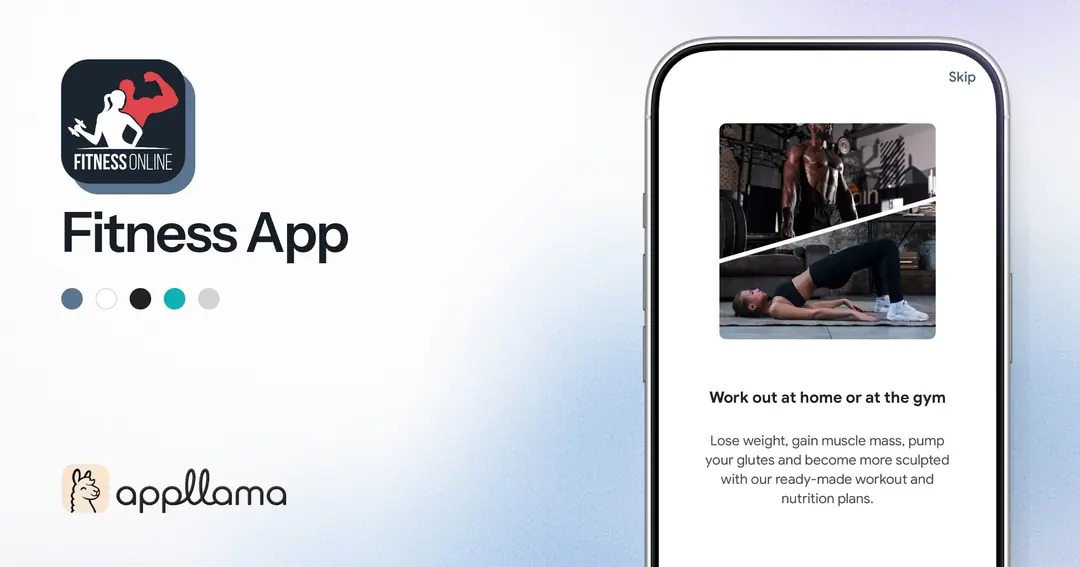 FITNESS ONLINE
Fitness App
appllama
Skip
Work out at home or at the gym
Lose weight, gain muscle mass, pump
your glutes and become more sculpted
with our ready-made workout and
nutrition plans.